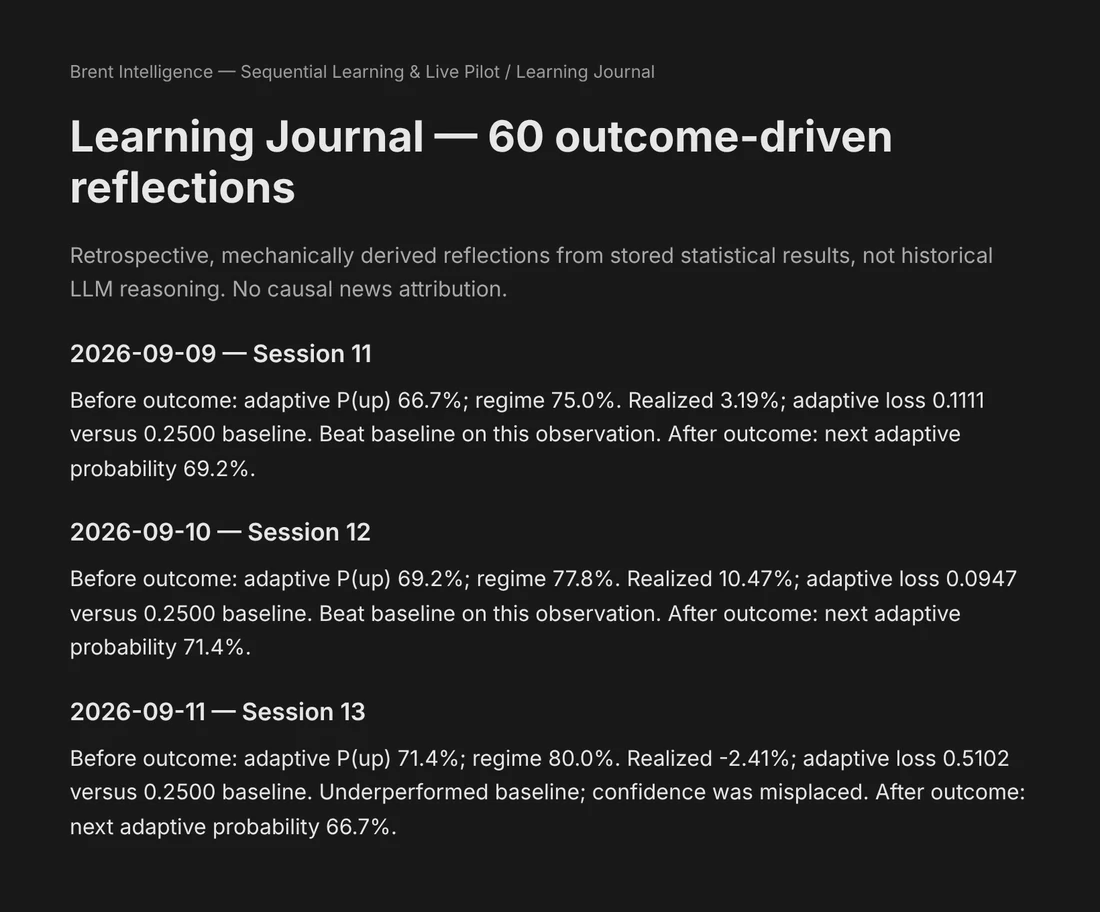 Brent Intelligence — Sequential Learning & Live Pilot / Learning Journal
Learning Journal — 60 outcome-driven
reflections
Retrospective, mechanically derived reflections from stored statistical results, not historical
LLM reasoning. No causal news attribution.
2026-09-09 — Session 11
Before outcome: adaptive P(up) 66.7%; regime 75.0%. Realized 3.19%; adaptive loss 0.1111
versus 0.2500 baseline. Beat baseline on this observation. After outcome: next adaptive
probability 69.2%.
2026-09-10 — Session 12
Before outcome: adaptive P(up) 69.2%; regime 77.8%. Realized 10.47%; adaptive loss 0.0947
versus 0.2500 baseline. Beat baseline on this observation. After outcome: next adaptive
probability 71.4%.
2026-09-11 — Session 13
Before outcome: adaptive P(up) 71.4%; regime 80.0%. Realized -2.41%; adaptive loss 0.5102
versus 0.2500 baseline. Underperformed baseline; confidence was misplaced. After outcome:
next adaptive probability 66.7%.